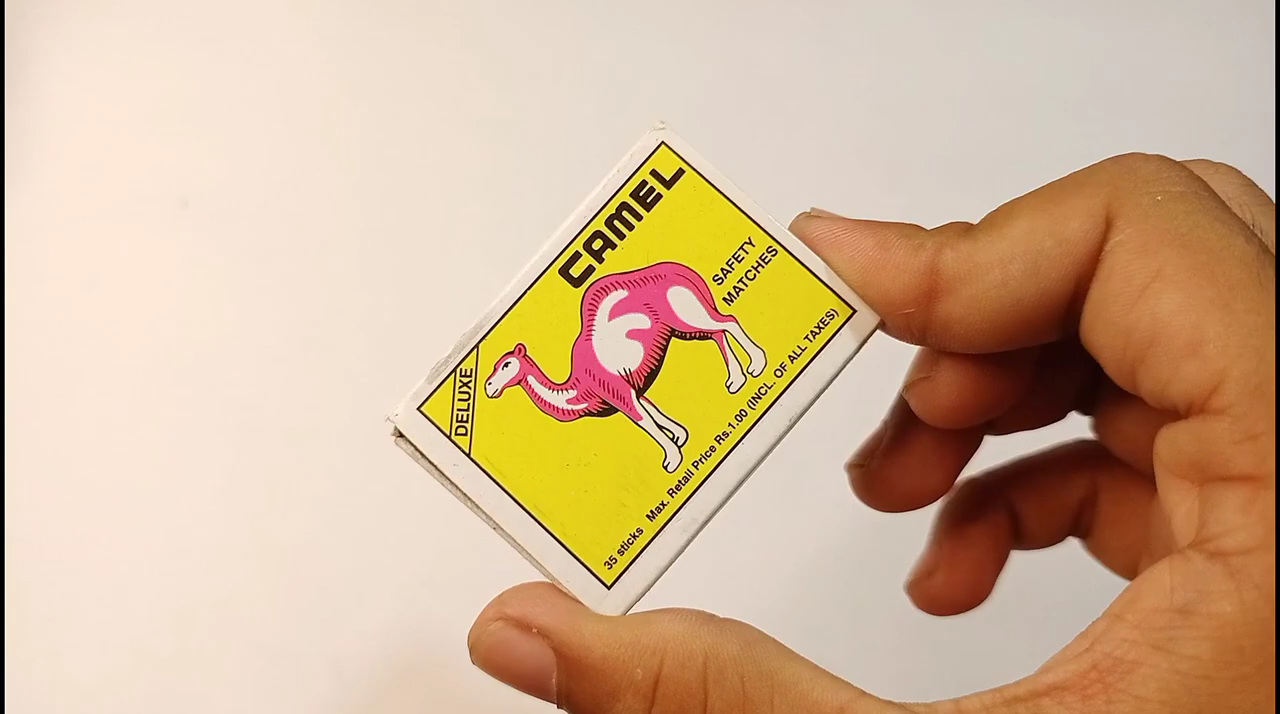 CAMEL
DELUXE
SAFETY
MATCHES
35 sticks Max. Retail Price Rs.1.00 (INCL. OF ALL TAXES)